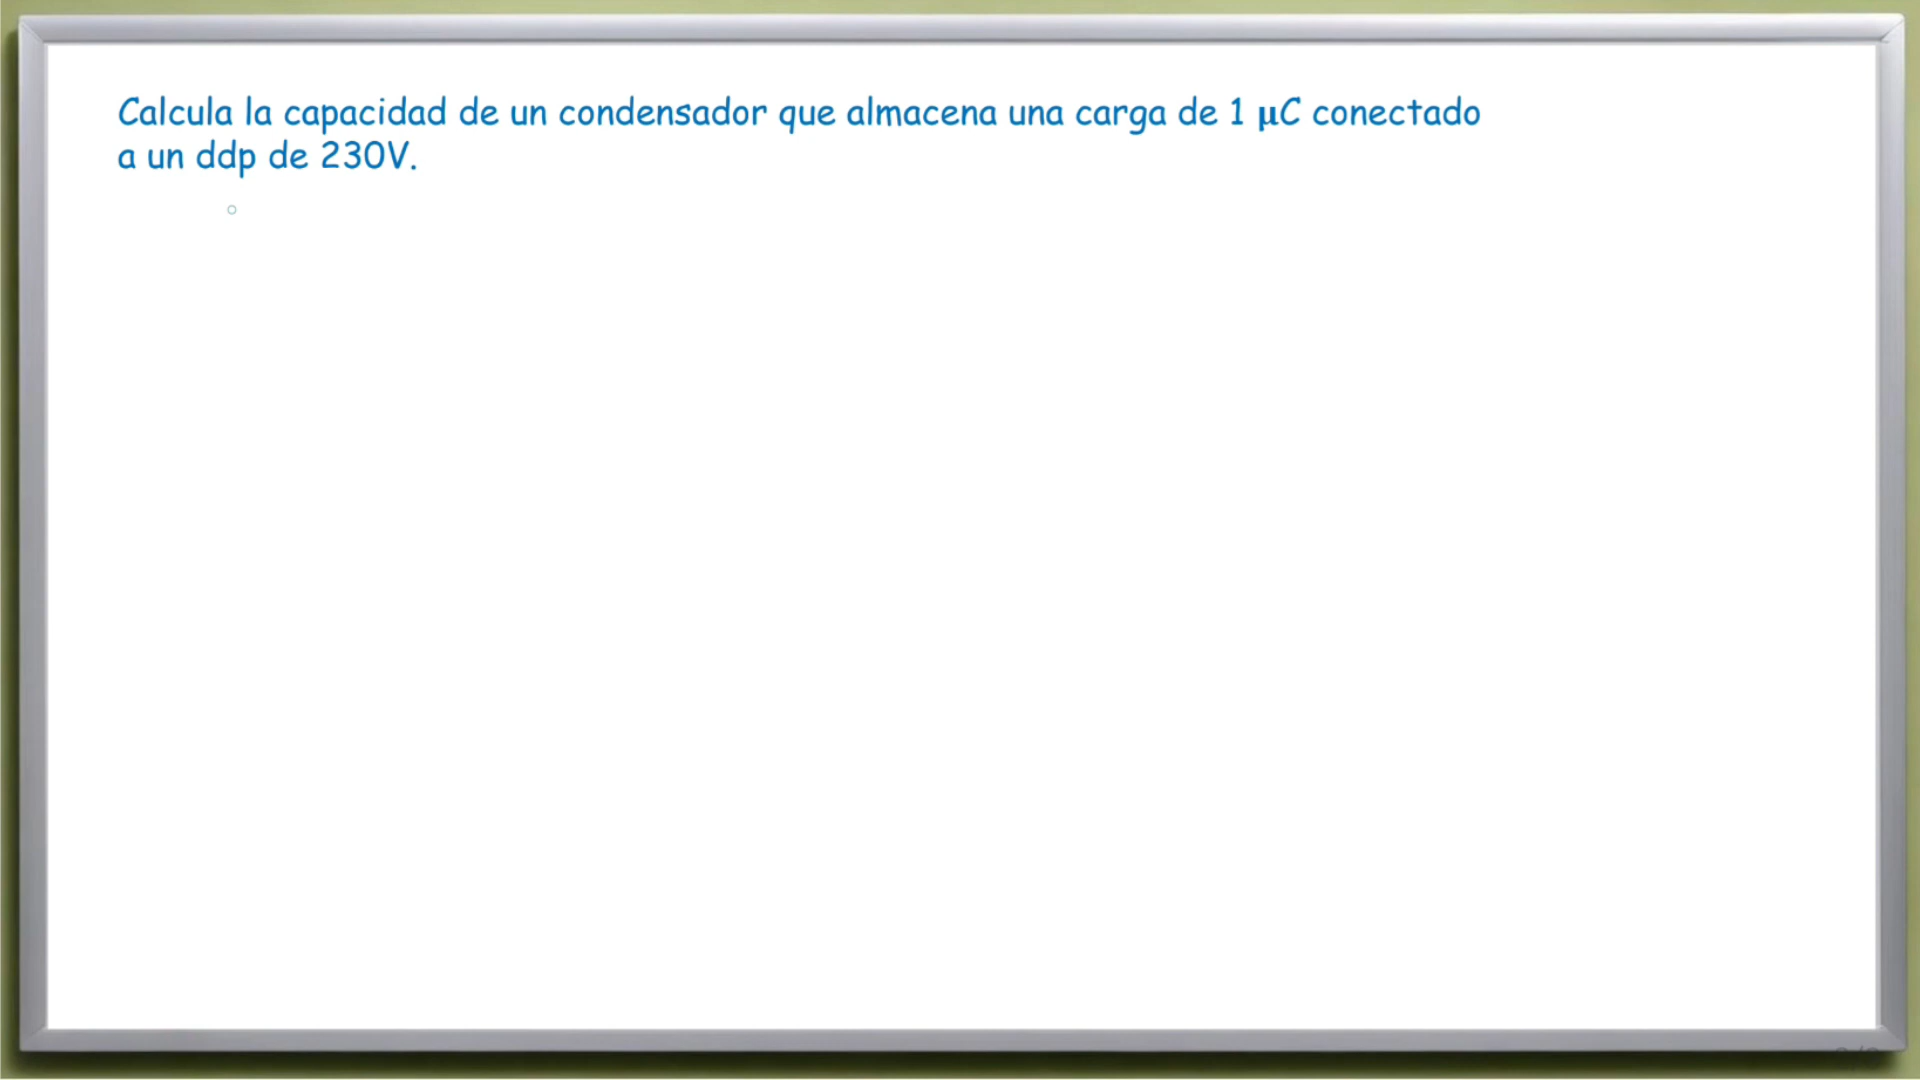 Calcula la capacidad de un condensador que almacena una carga de 1 μC conectado
a un ddp de 230V.